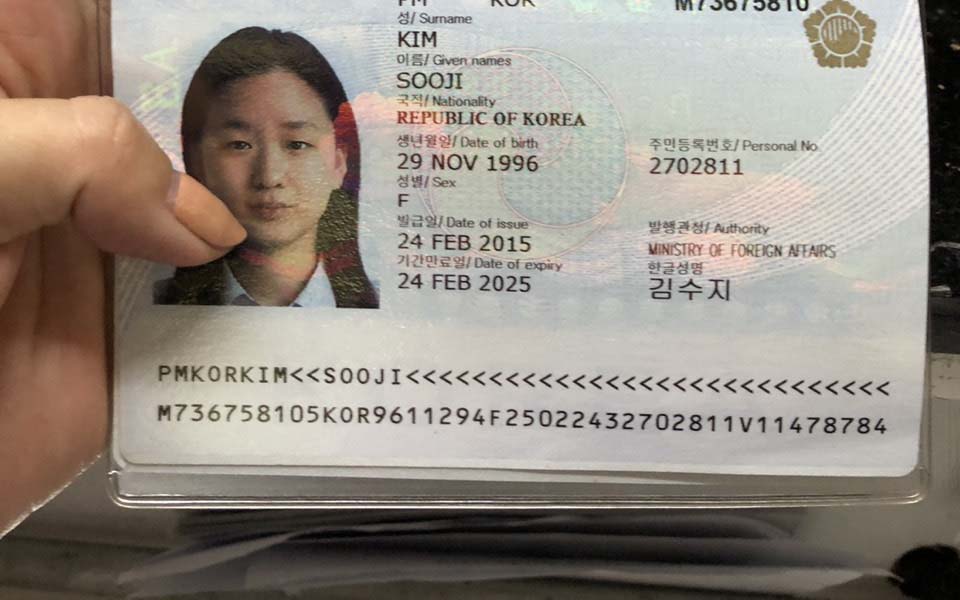 PM KOR M73675810
성/ Surname
KIM
이름/ Given names
SOOJI
국적/ Nationality
REPUBLIC OF KOREA
생년월일/ Date of birth
29 NOV 1996
주민등록번호/ Personal No
2702811
성별/ Sex
F
발급일/ Date of issue
24 FEB 2015
발행관청/ Authority
MINISTRY OF FOREIGN AFFAIRS
기간만료일/ Date of expiry
24 FEB 2025
한글성명
김수지
PMKORKIM<<SOOJI<<<<<<<<<<<<<<<<<<<<<<<<<<<<<
M736758105KOR9611294F25022432702811V11478784